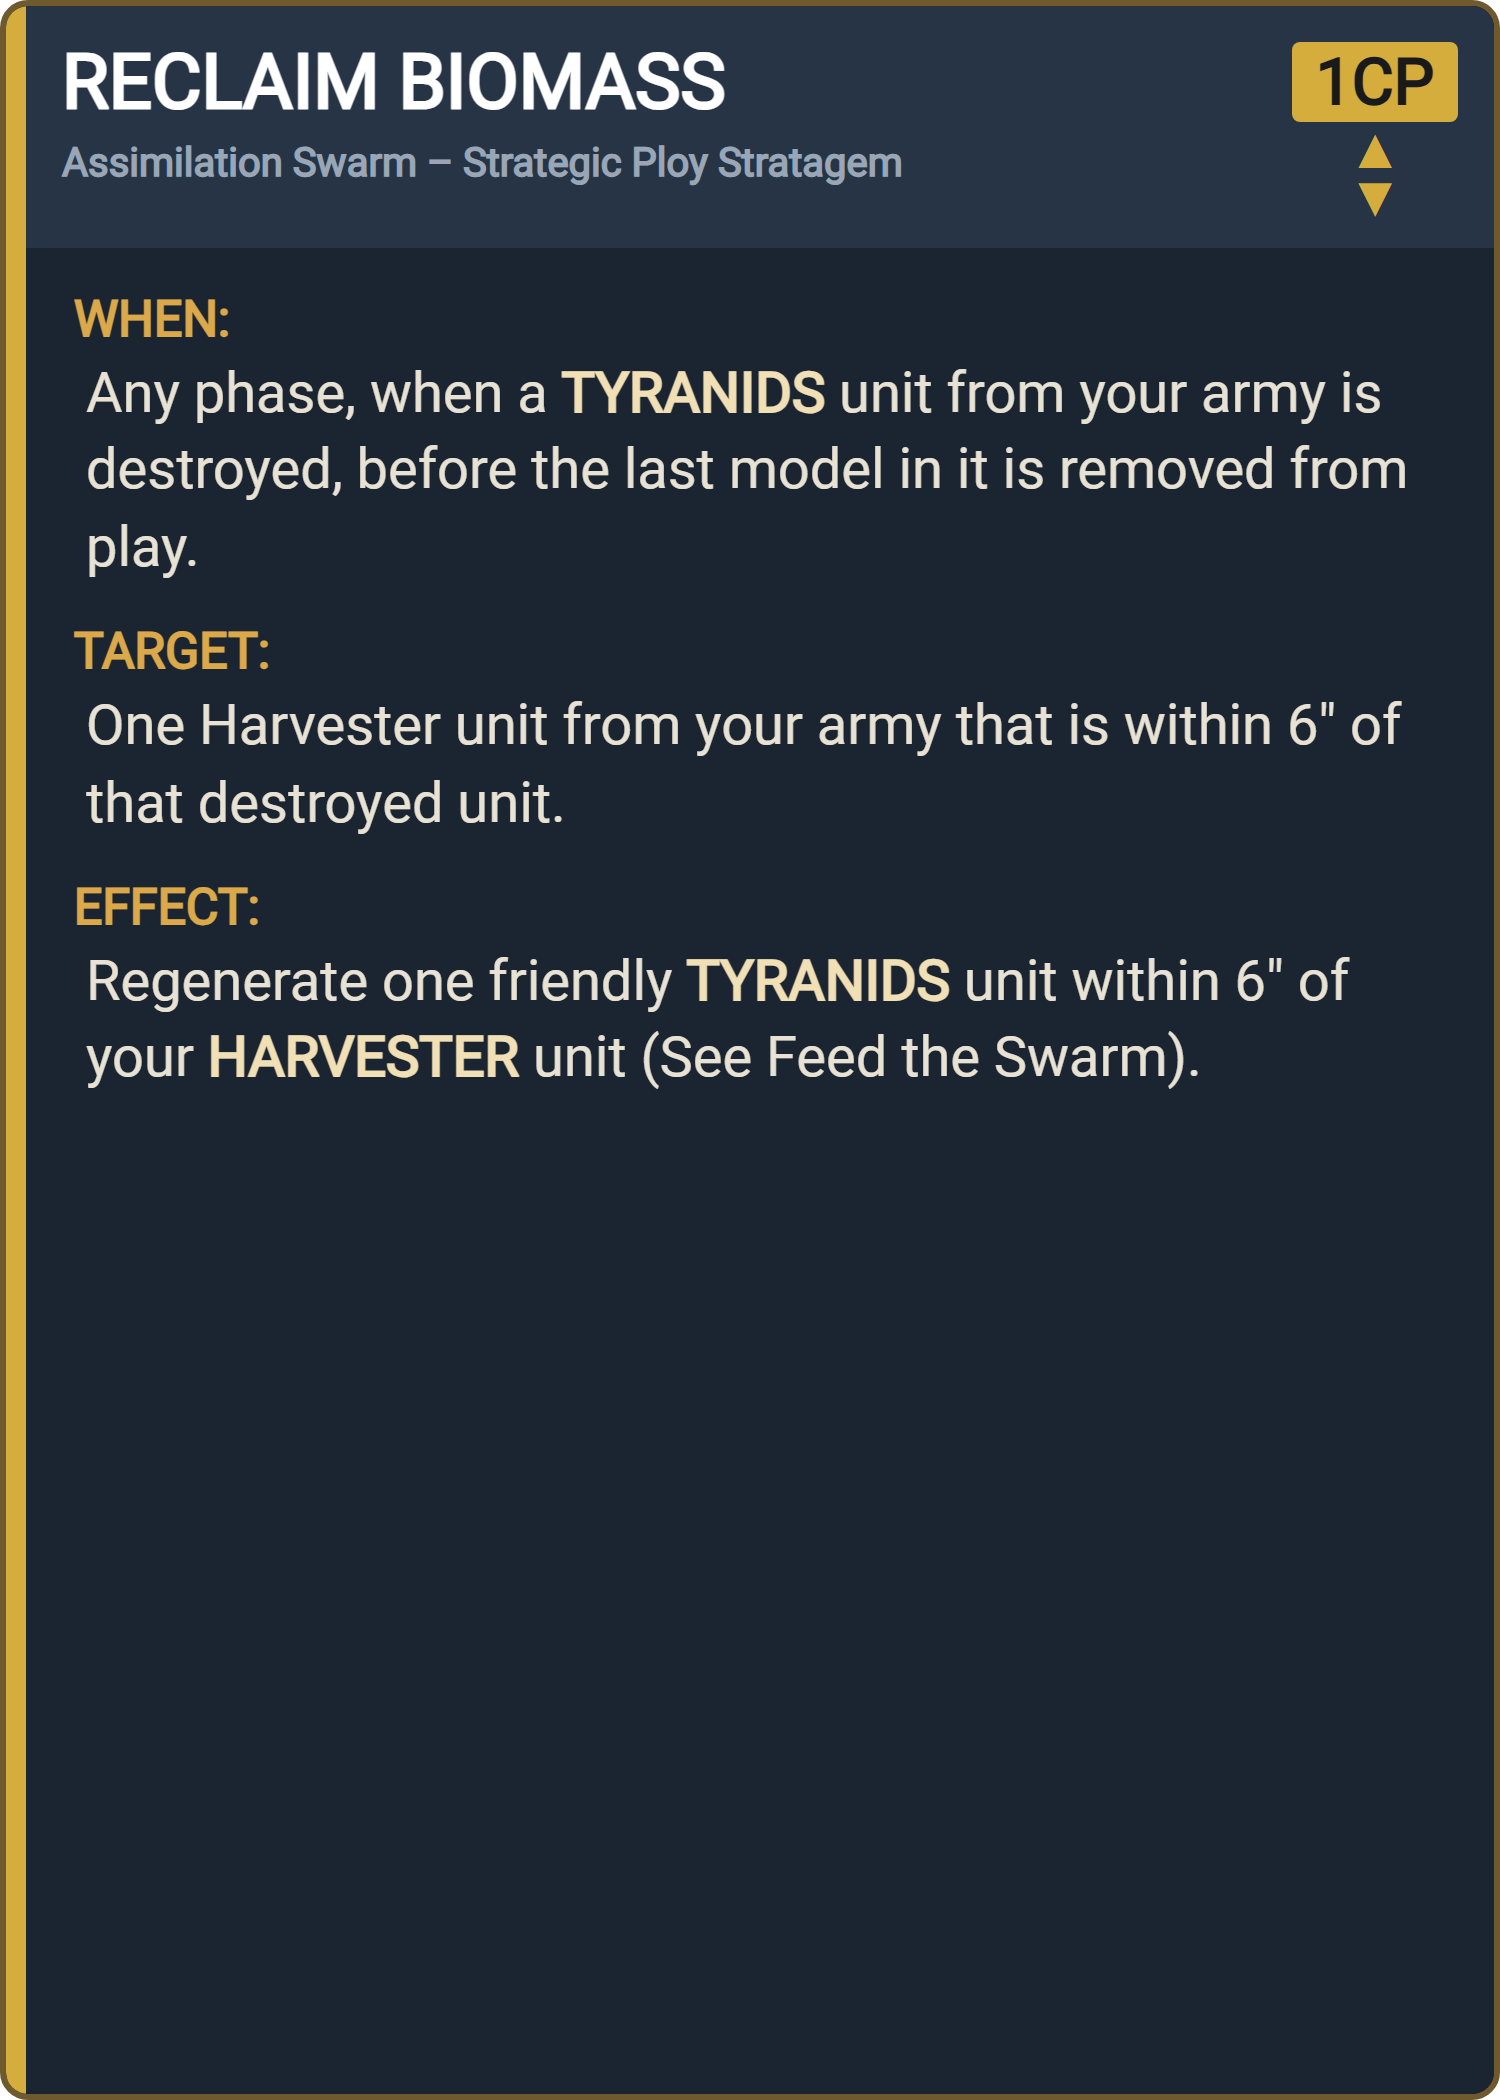 RECLAIM BIOMASS
Assimilation Swarm – Strategic Ploy Stratagem
1CP
▲
▼
WHEN:
Any phase, when a TYRANIDS unit from your army is
destroyed, before the last model in it is removed from
play.
TARGET:
One Harvester unit from your army that is within 6" of
that destroyed unit.
EFFECT:
Regenerate one friendly TYRANIDS unit within 6" of
your HARVESTER unit (See Feed the Swarm).